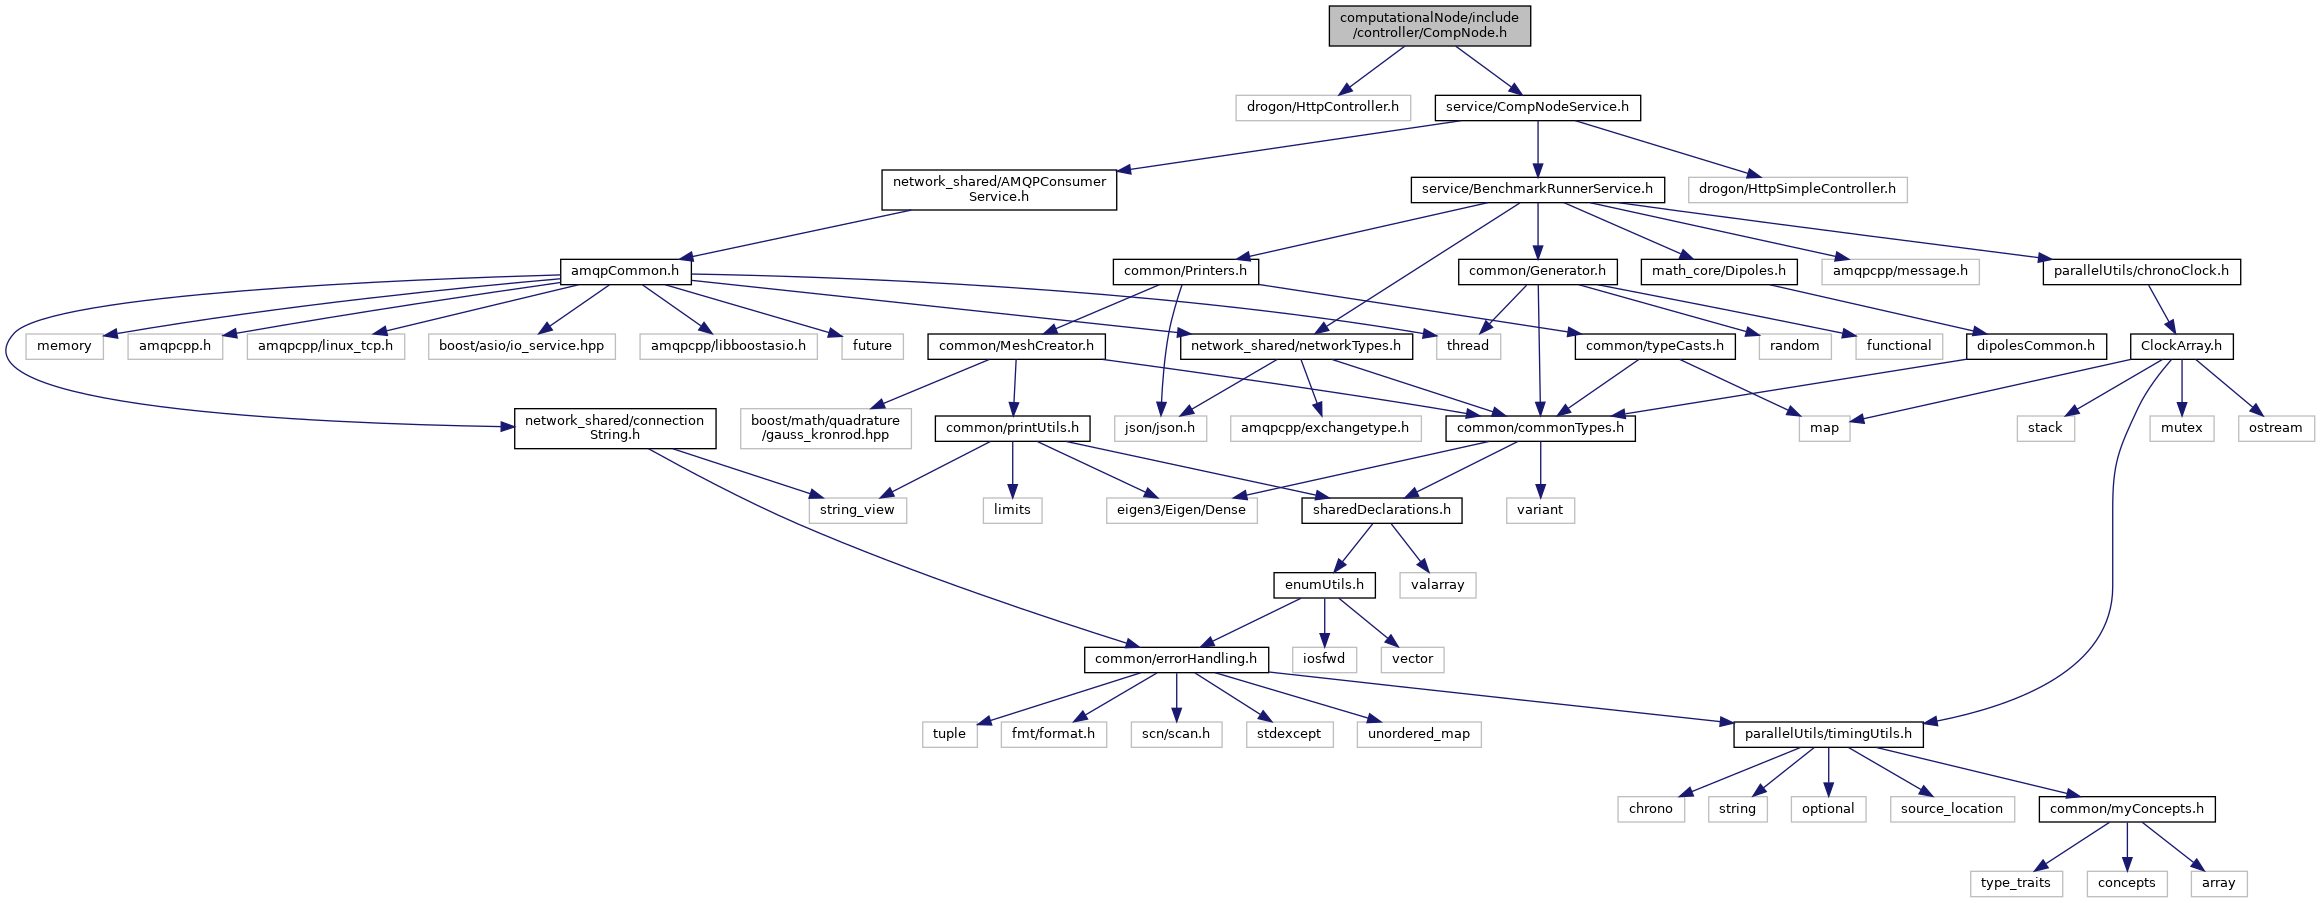 computationalNode/include
/controller/CompNode.h
drogon/HttpController.h
service/CompNodeService.h
network_shared/AMQPConsumer
Service.h
service/BenchmarkRunnerService.h
drogon/HttpSimpleController.h
amqpCommon.h
common/Printers.h
common/Generator.h
math_core/Dipoles.h
amqpcpp/message.h
parallelUtils/chronoClock.h
memory
amqpcpp.h
amqpcpp/linux_tcp.h
boost/asio/io_service.hpp
amqpcpp/libboostasio.h
future
common/MeshCreator.h
network_shared/networkTypes.h
thread
common/typeCasts.h
random
functional
dipolesCommon.h
ClockArray.h
network_shared/connection
String.h
boost/math/quadrature
/gauss_kronrod.hpp
common/printUtils.h
json/json.h
amqpcpp/exchangetype.h
common/commonTypes.h
map
stack
mutex
ostream
string_view
limits
eigen3/Eigen/Dense
sharedDeclarations.h
variant
enumUtils.h
valarray
common/errorHandling.h
iosfwd
vector
tuple
fmt/format.h
scn/scan.h
stdexcept
unordered_map
parallelUtils/timingUtils.h
chrono
string
optional
source_location
common/myConcepts.h
type_traits
concepts
array